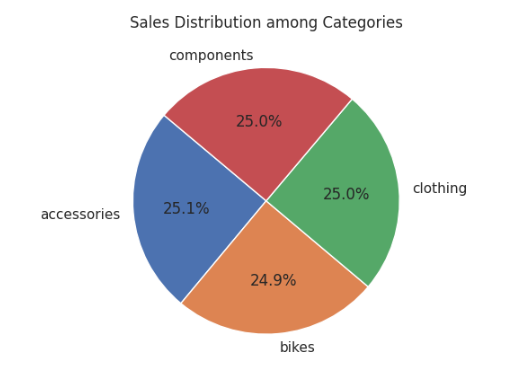 Sales Distribution among Categories
components
25.0%
clothing
25.0%
accessories
25.1%
24.9%
bikes